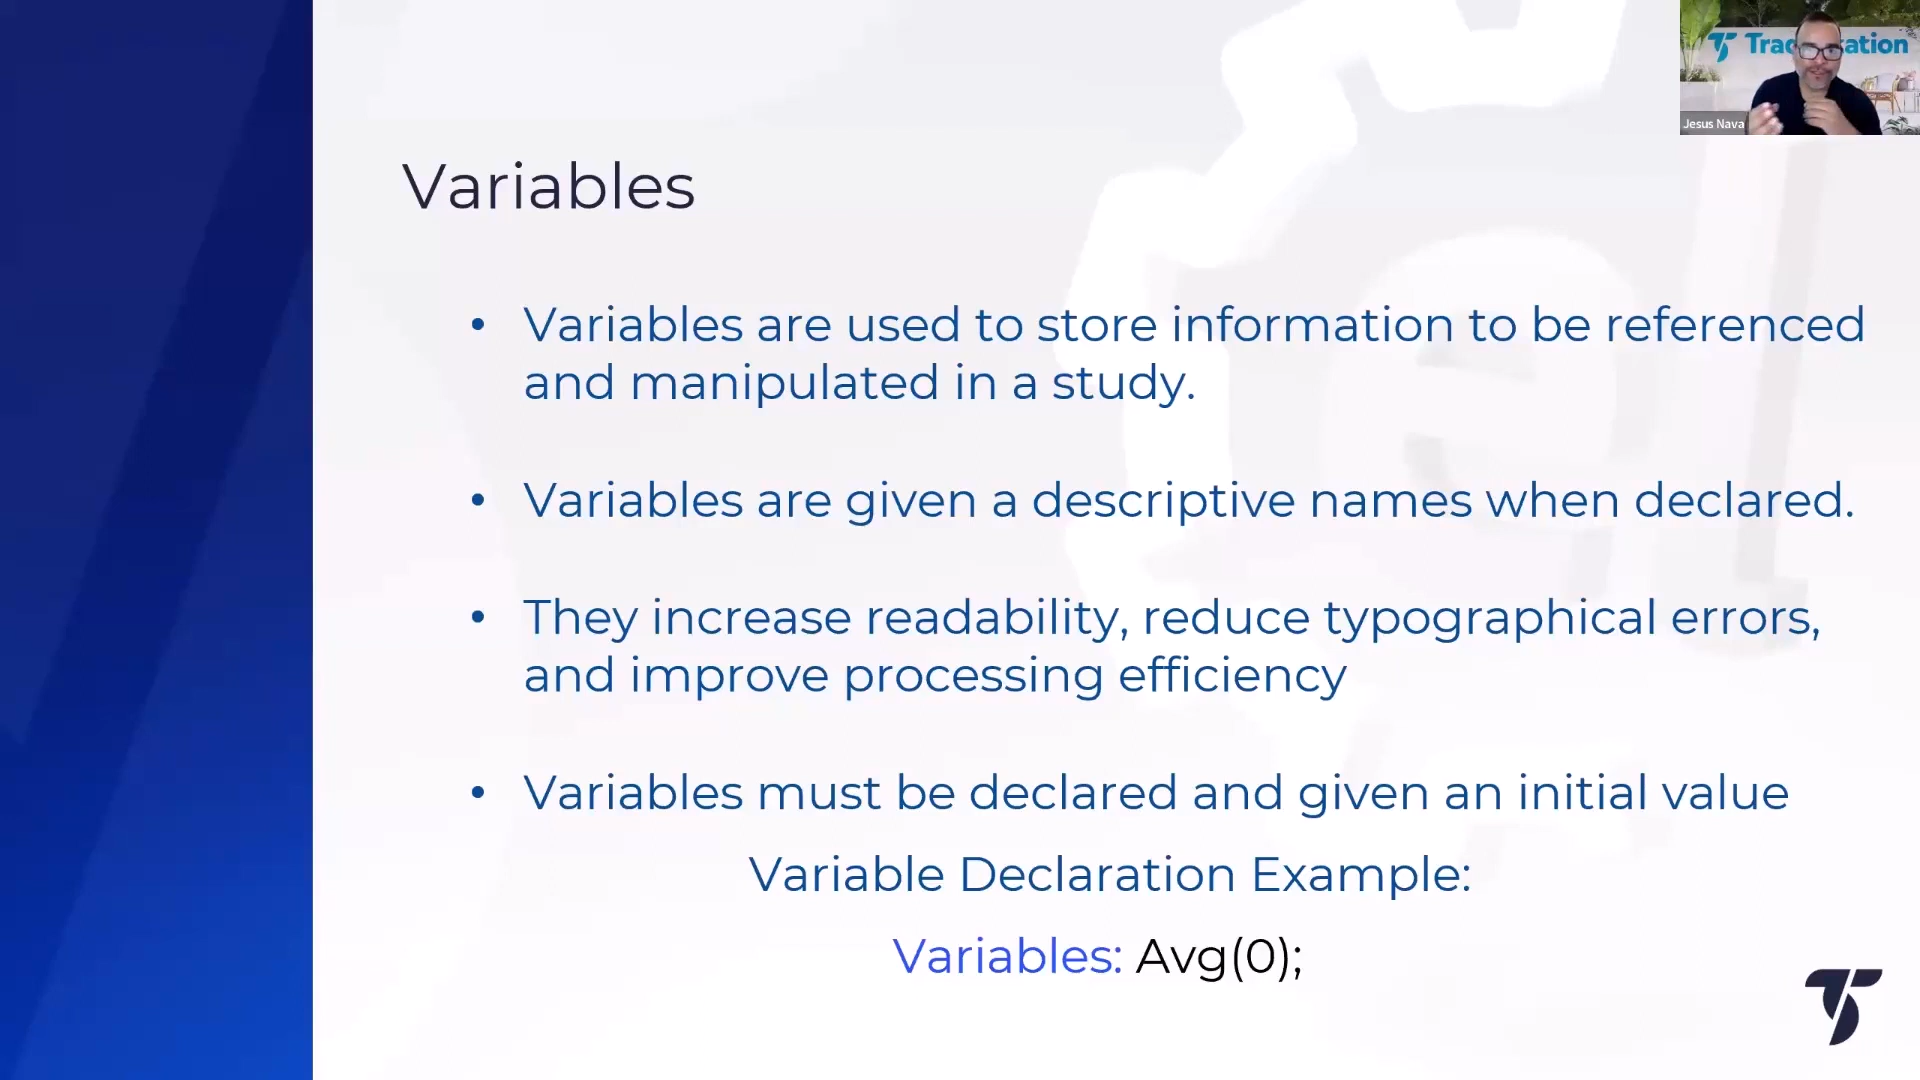 Jesus Nava
Variables
• Variables are used to store information to be referenced
and manipulated in a study.
• Variables are given a descriptive names when declared.
• They increase readability, reduce typographical errors,
and improve processing efficiency
• Variables must be declared and given an initial value
Variable Declaration Example:
Variables: Avg(0);